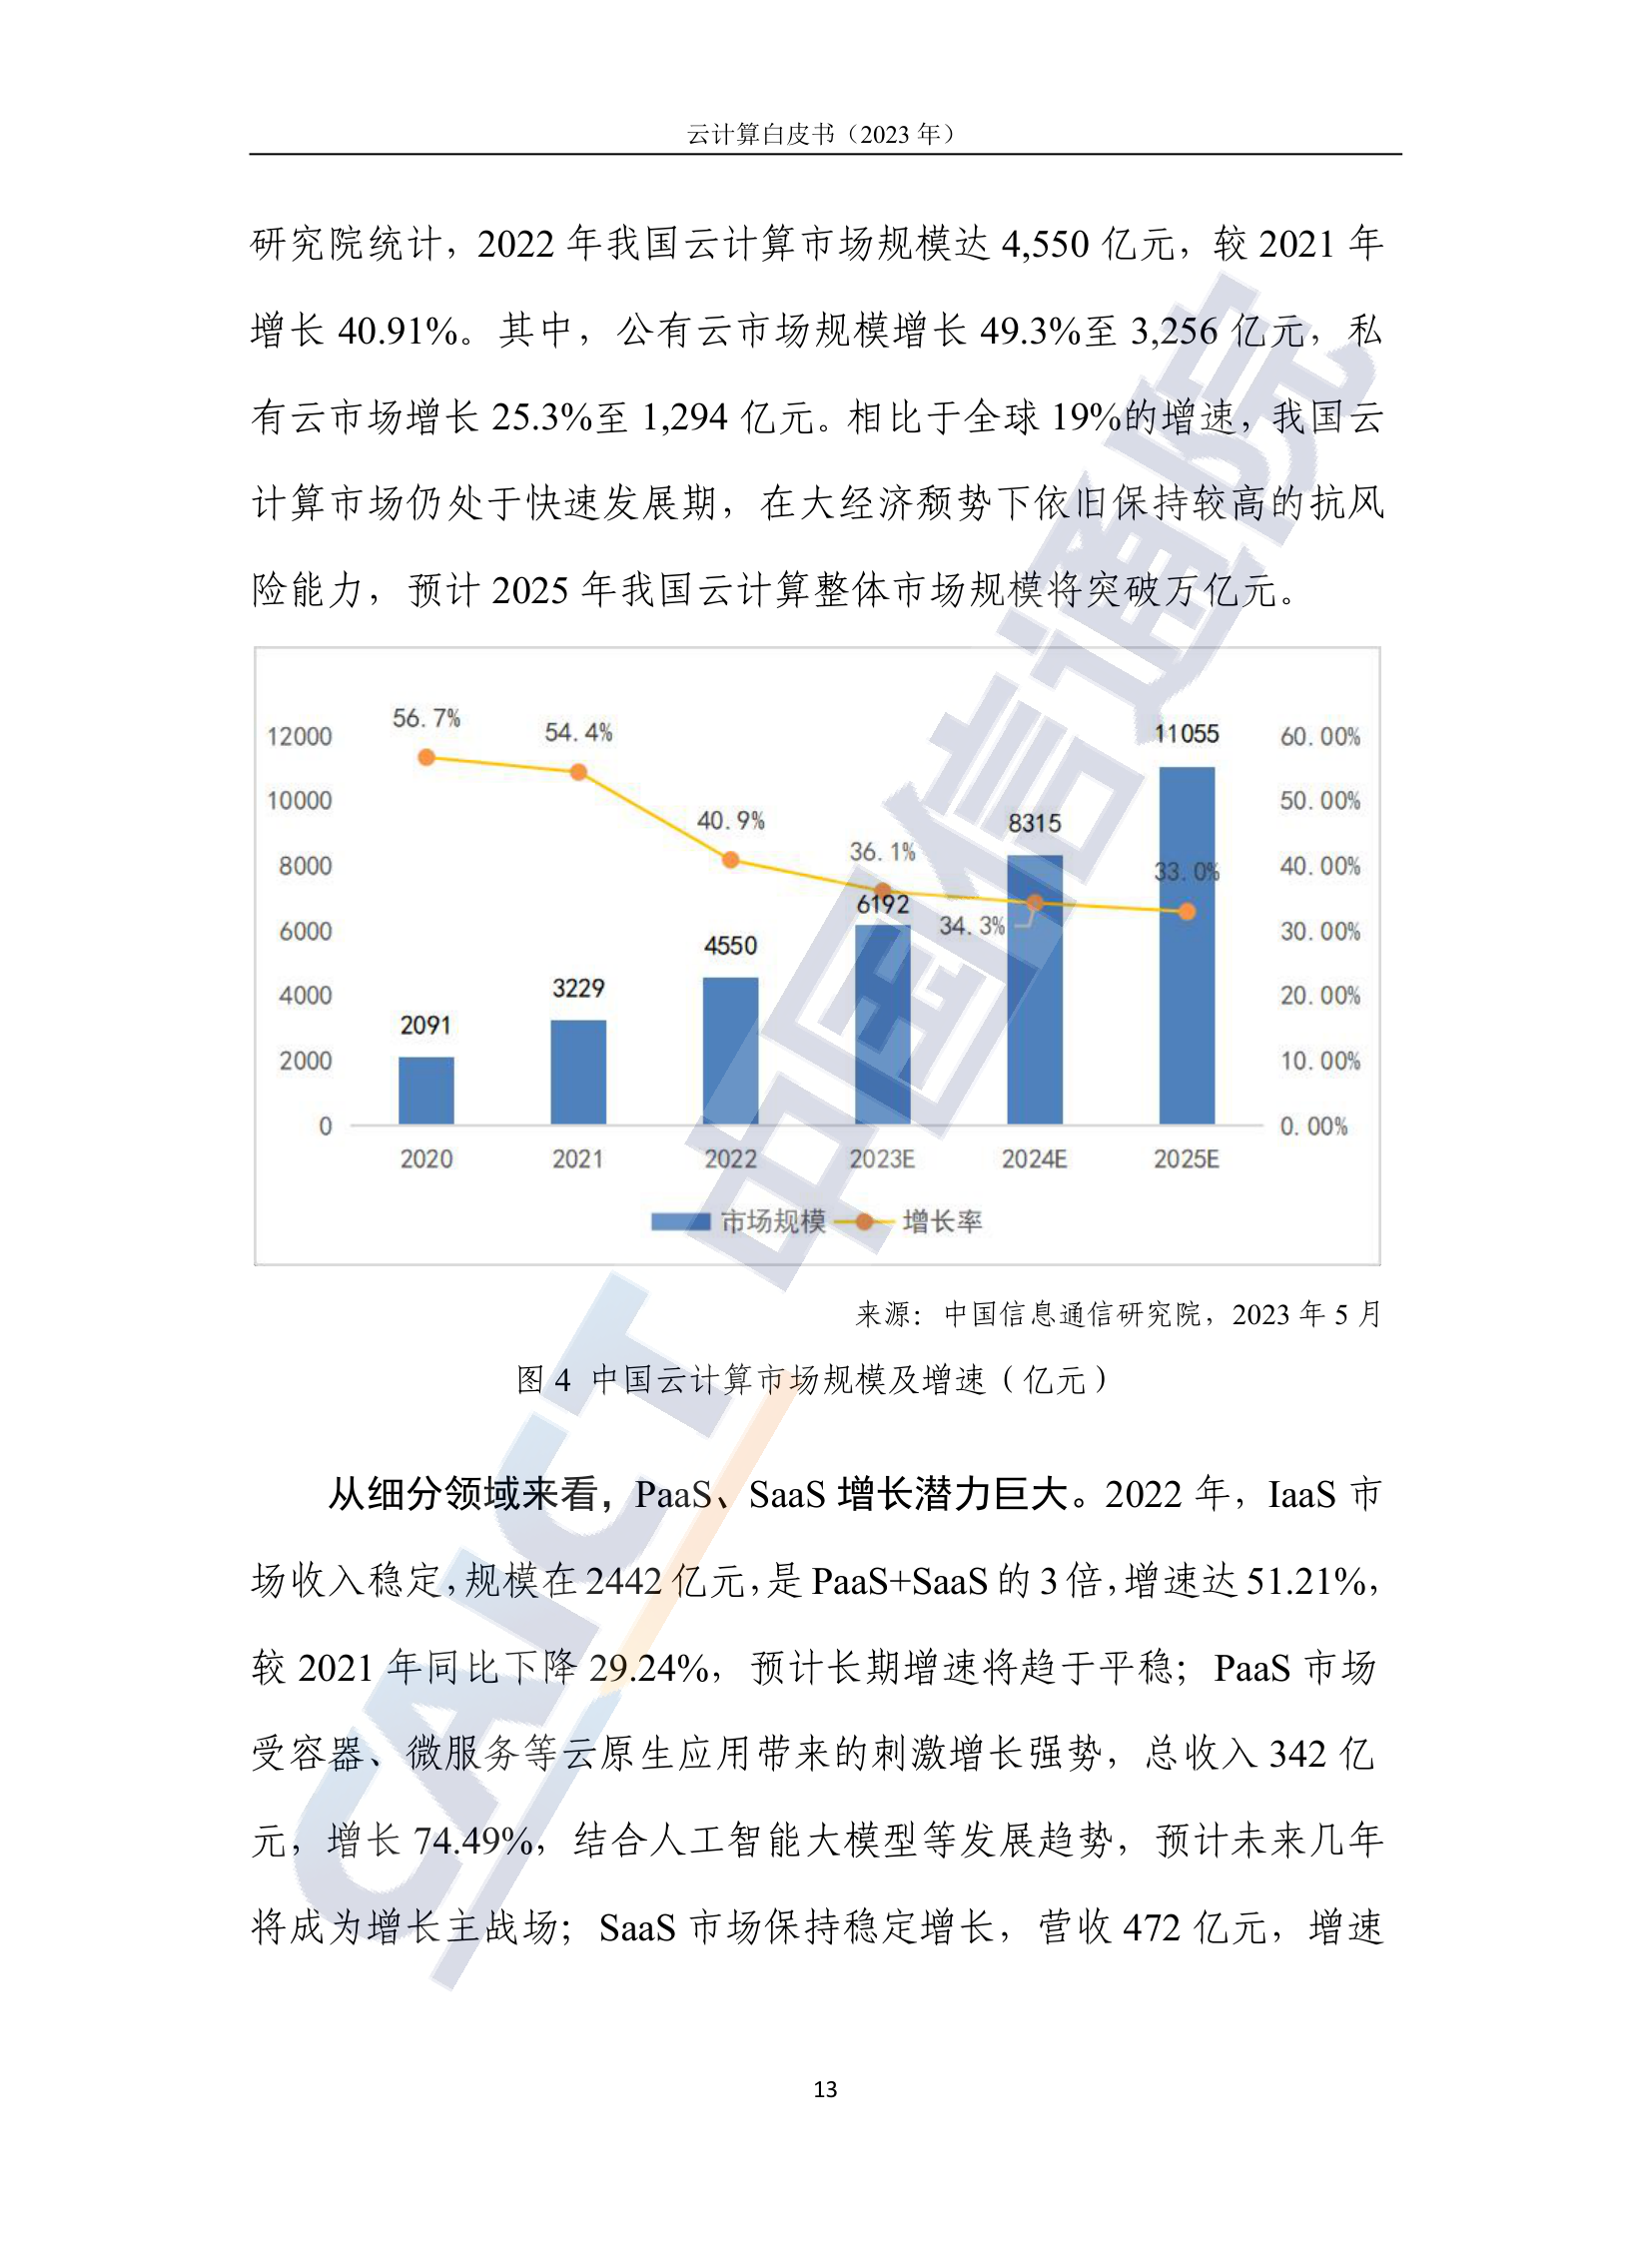 云计算白皮书（2023 年）
研究院统计，2022 年我国云计算市场规模达 4,550 亿元，较 2021 年
增长 40.91%。其中，公有云市场规模增长 49.3%至 3,256 亿元，私
有云市场增长 25.3%至 1,294 亿元。相比于全球 19%的增速，我国云
计算市场仍处于快速发展期，在大经济颓势下依旧保持较高的抗风
险能力，预计 2025 年我国云计算整体市场规模将突破万亿元。
12000
10000
8000
6000
4000
2000
0
56.7%
54.4%
40.9%
36.1%
34.3%
33.0%
2091
3229
4550
6192
8315
11055
60.00%
50.00%
40.00%
30.00%
20.00%
10.00%
0.00%
2020 2021 2022 2023E 2024E 2025E
市场规模 增长率
来源：中国信息通信研究院，2023 年 5 月
图 4 中国云计算市场规模及增速（亿元）
从细分领域来看，PaaS、SaaS 增长潜力巨大。2022 年，IaaS 市
场收入稳定，规模在 2442 亿元，是 PaaS+SaaS 的 3 倍，增速达 51.21%，
较 2021 年同比下降 29.24%，预计长期增速将趋于平稳；PaaS 市场
受容器、微服务等云原生应用带来的刺激增长强势，总收入 342 亿
元，增长 74.49%，结合人工智能大模型等发展趋势，预计未来几年
将成为增长主战场；SaaS 市场保持稳定增长，营收 472 亿元，增速
13
CAICT 中国信通院